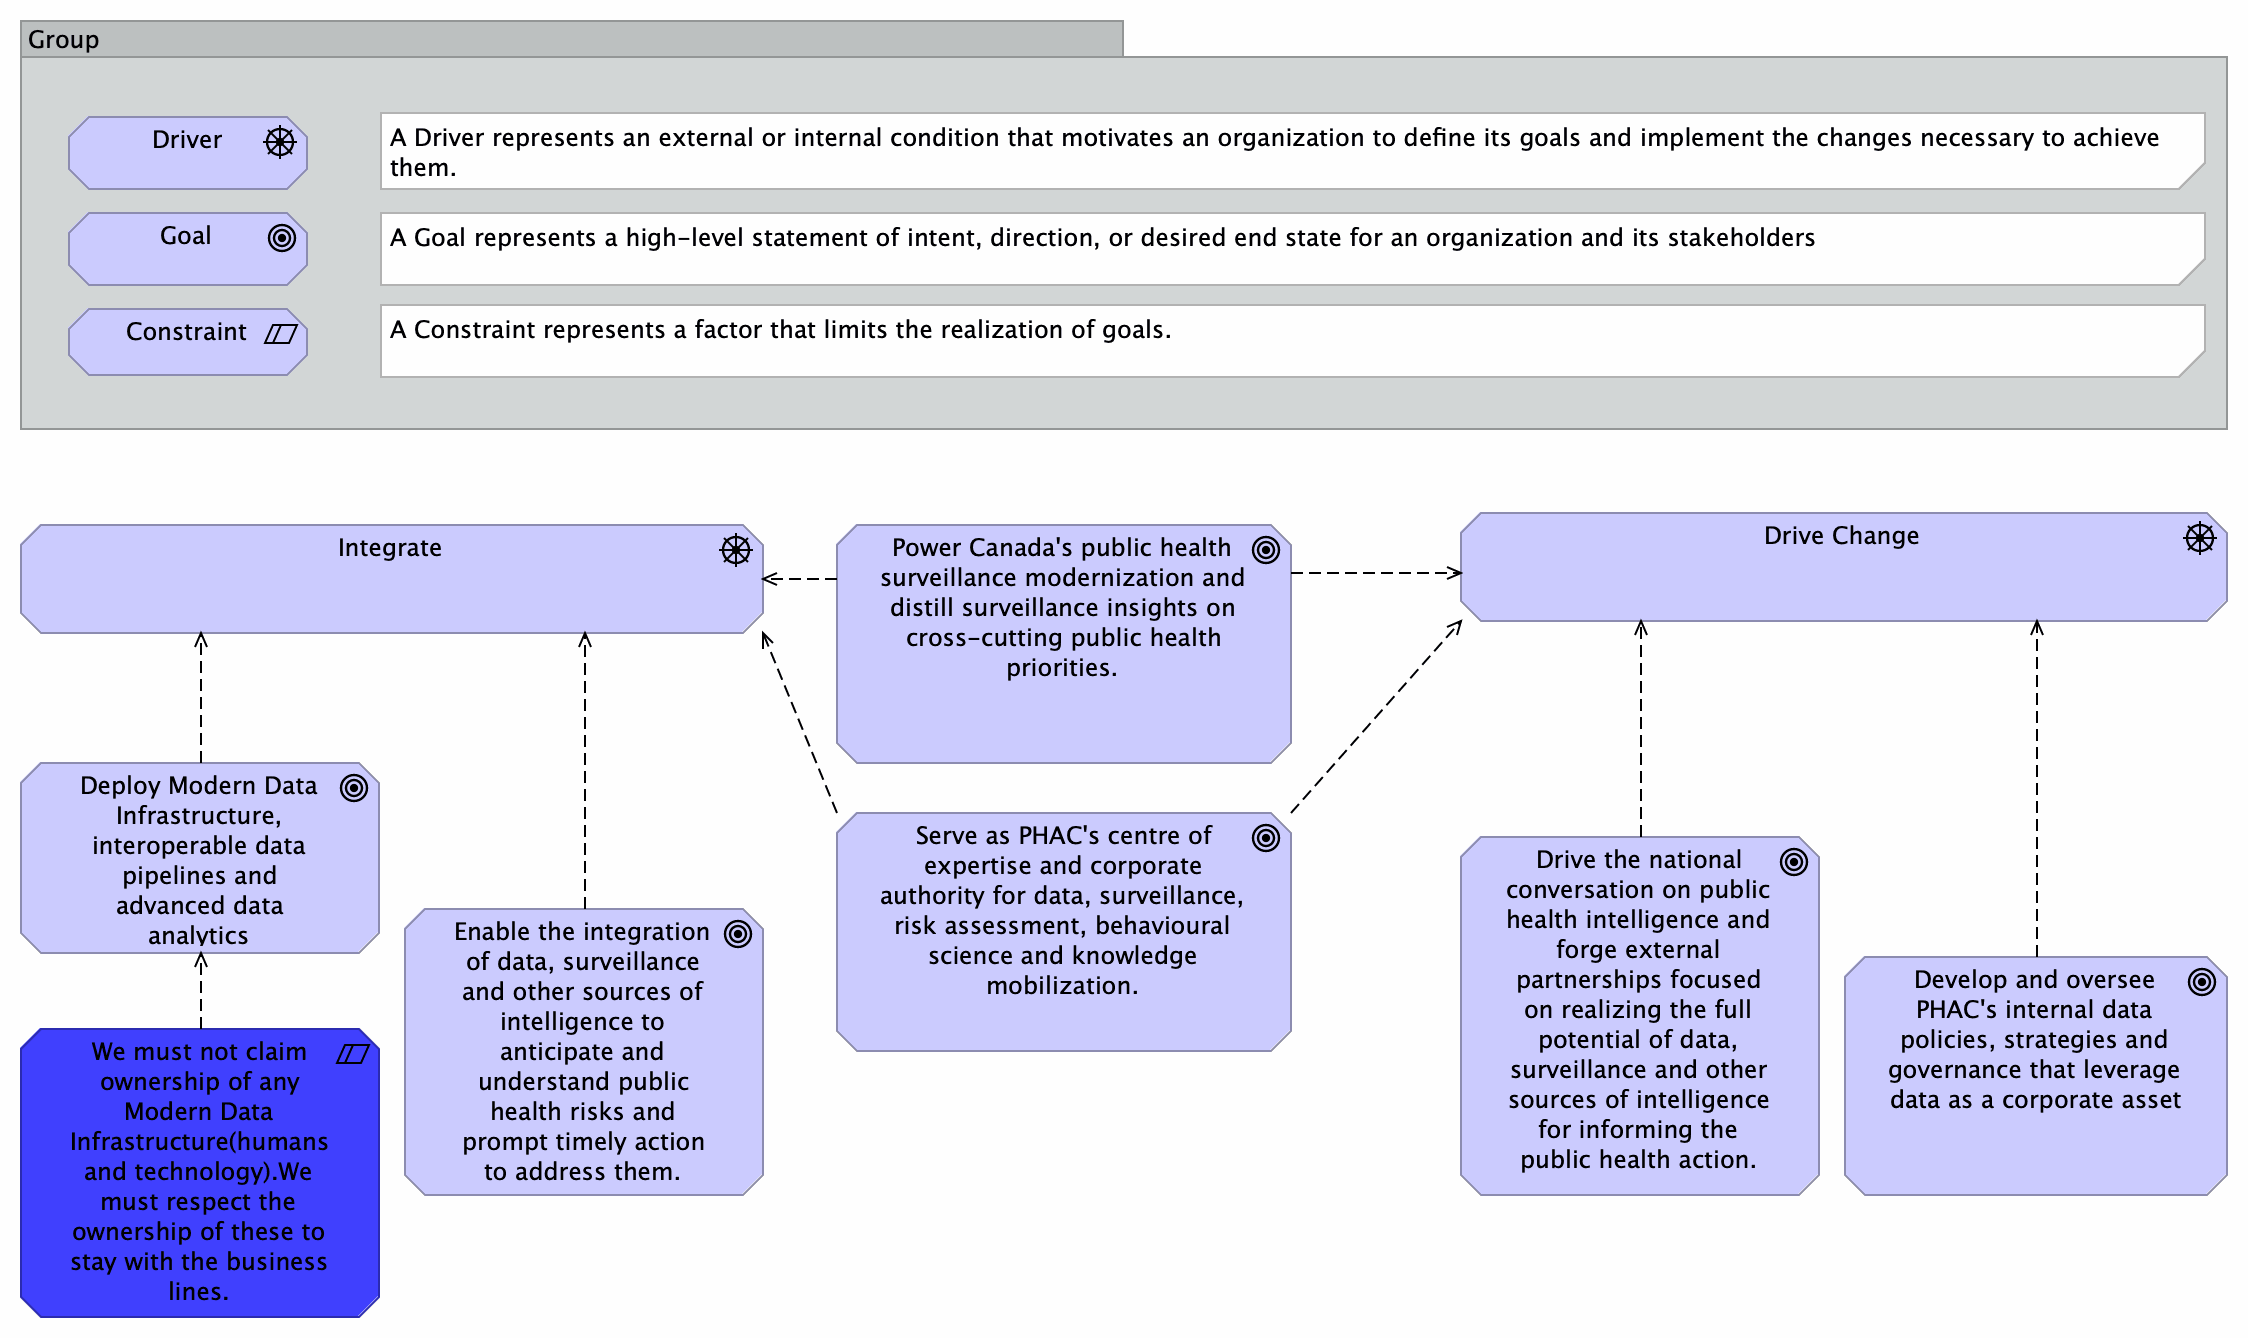 Group
Driver
A Driver represents an external or internal condition that motivates an organization to define its goals and implement the changes necessary to achieve
them.
Goal
A Goal represents a high-level statement of intent, direction, or desired end state for an organization and its stakeholders
Constraint
A Constraint represents a factor that limits the realization of goals.
Integrate
Power Canada's public health
surveillance modernization and
distill surveillance insights on
cross-cutting public health
priorities.
Drive Change
Deploy Modern Data
Infrastructure,
interoperable data
pipelines and
advanced data
analytics
Enable the integration
of data, surveillance
and other sources of
intelligence to
anticipate and
understand public
health risks and
prompt timely action
to address them.
Serve as PHAC's centre of
expertise and corporate
authority for data, surveillance,
risk assessment, behavioural
science and knowledge
mobilization.
Drive the national
conversation on public
health intelligence and
forge external
partnerships focused
on realizing the full
potential of data,
surveillance and other
sources of intelligence
for informing the
public health action.
Develop and oversee
PHAC's internal data
policies, strategies and
governance that leverage
data as a corporate asset
We must not claim
ownership of any
Modern Data
Infrastructure(humans
and technology).We
must respect the
ownership of these to
stay with the business
lines.